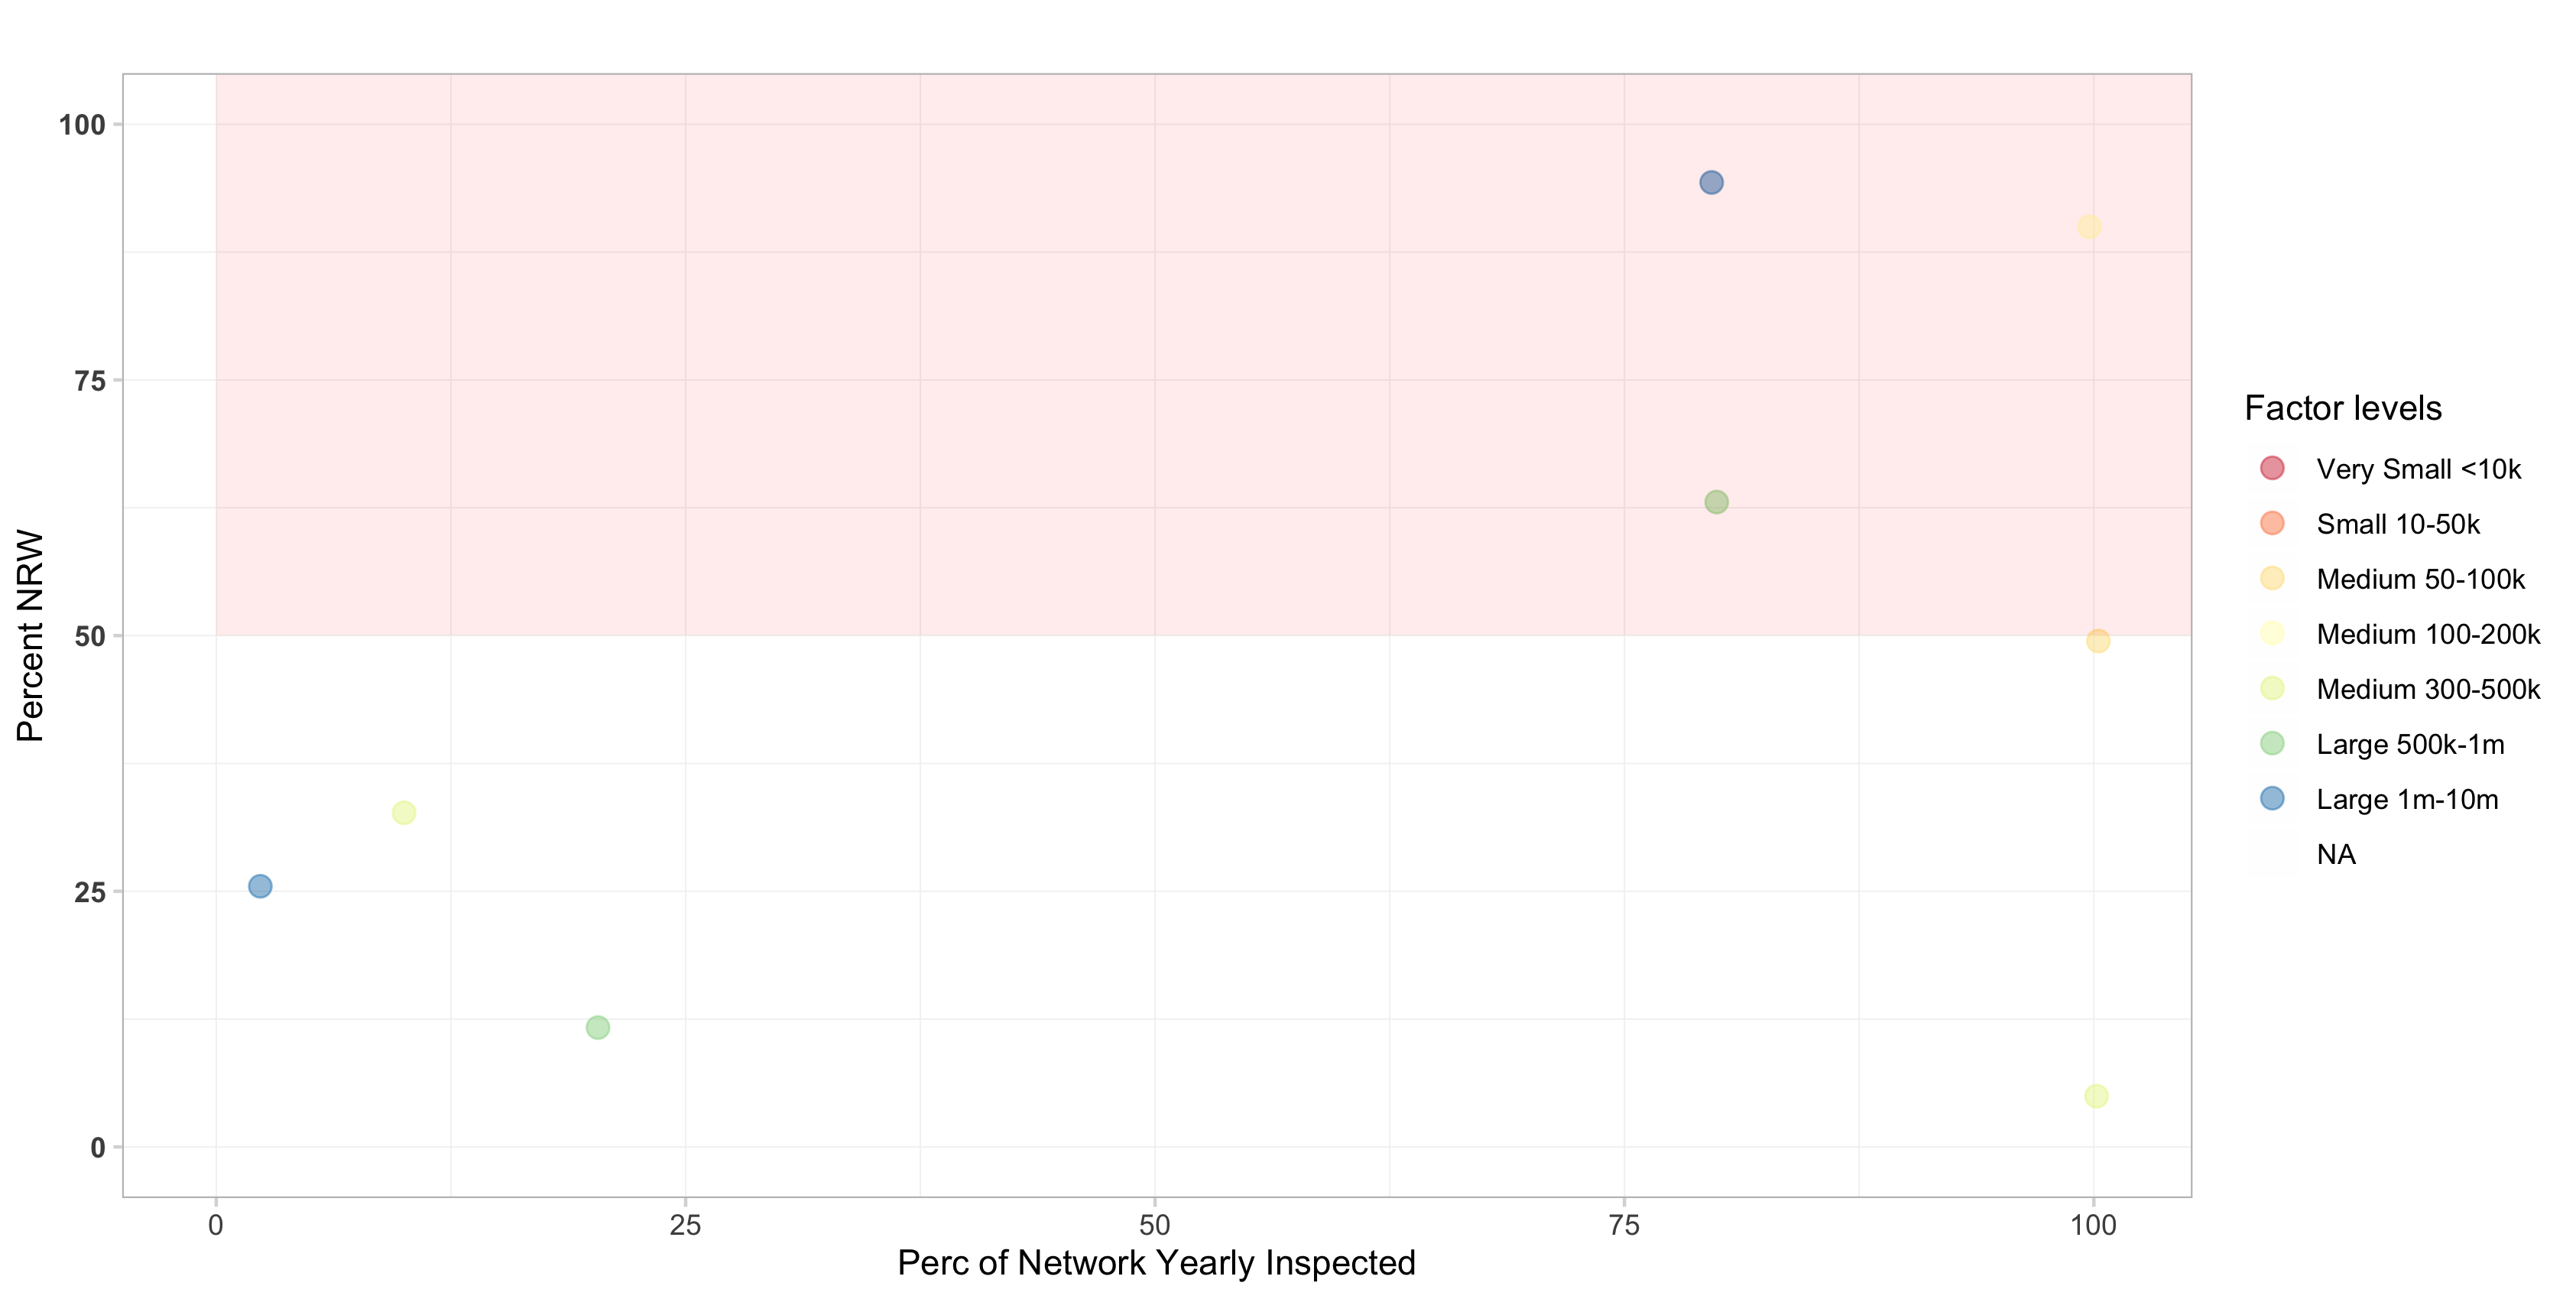 100
75
50
25
0
Percent NRW
0
25
50
75
100
Perc of Network Yearly Inspected
Factor levels
Very Small <10k
Small 10-50k
Medium 50-100k
Medium 100-200k
Medium 300-500k
Large 500k-1m
Large 1m-10m
NA